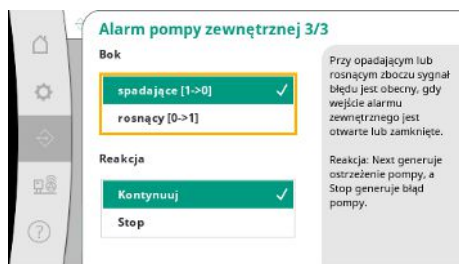 Alarm pompy zewnętrznej 3/3
Bok
spadające [1->0]
rosnący [0->1]
Reakcja
Kontynuuj
Stop
Przy opadającym lub
rosnącym zboczu sygnał
błędu jest obecny, gdy
wejście alarmu
zewnętrznego jest
otwarte lub zamknięte.
Reakcja: Next generuje
ostrzeżenie pompy, a
Stop generuje błąd
pompy.